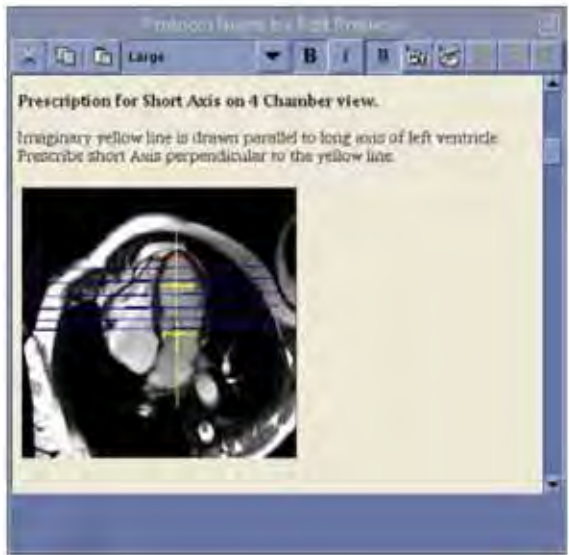 Large
B I
Prescription for Short Axis on 4 Chamber view.
Imaginary yellow line is drawn parallel to long axis of left ventricle
Prescribe short Axis perpendicular to the yellow line.